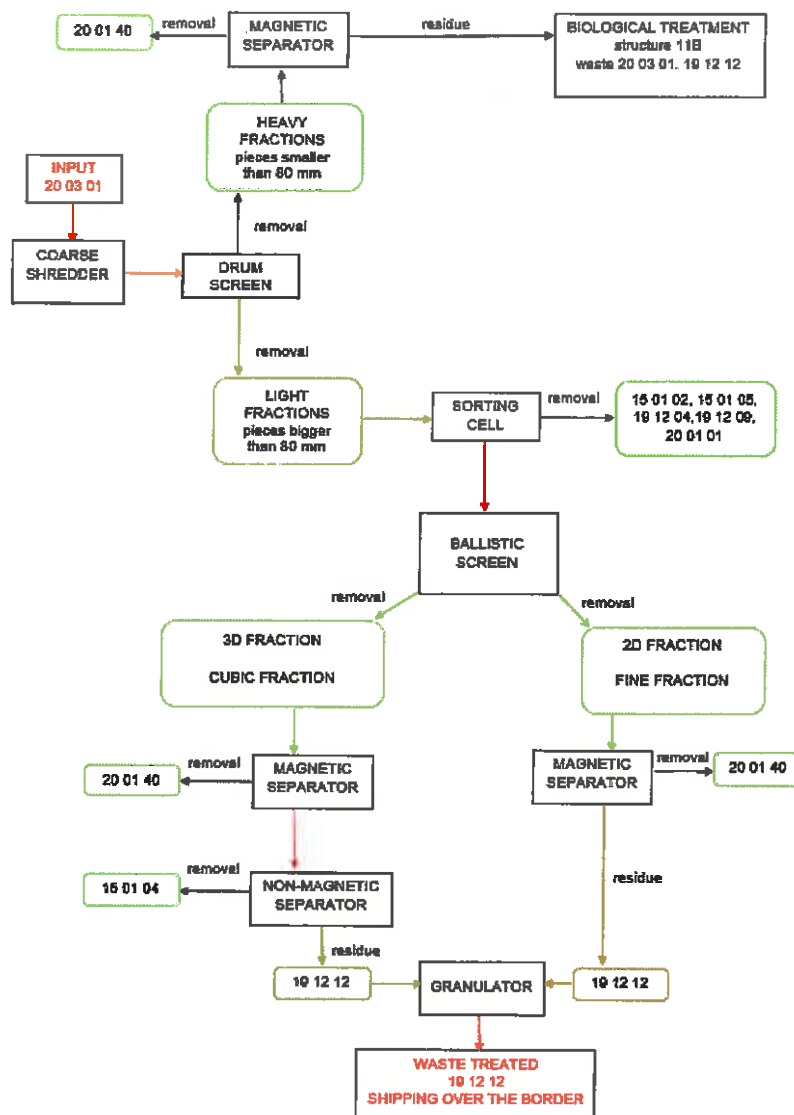 20 01 40
removal
MAGNETIC
SEPARATOR
residue
BIOLOGICAL TREATMENT
structure 11B
waste 20 03 01, 19 12 12
HEAVY
FRACTIONS
pieces smaller
than 80 mm
INPUT
20 03 01
removal
COARSE
SHREDDER
DRUM
SCREEN
removal
LIGHT
FRACTIONS
pieces bigger
than 80 mm
SORTING
CELL
removal
15 01 02, 15 01 05,
19 12 04,19 12 09,
20 01 01
BALLISTIC
SCREEN
removal
removal
3D FRACTION
CUBIC FRACTION
2D FRACTION
FINE FRACTION
20 01 40
removal
MAGNETIC
SEPARATOR
MAGNETIC
SEPARATOR
removal
20 01 40
15 01 04
removal
NON-MAGNETIC
SEPARATOR
residue
residue
19 12 12
GRANULATOR
19 12 12
WASTE TREATED
19 12 12
SHIPPING OVER THE BORDER